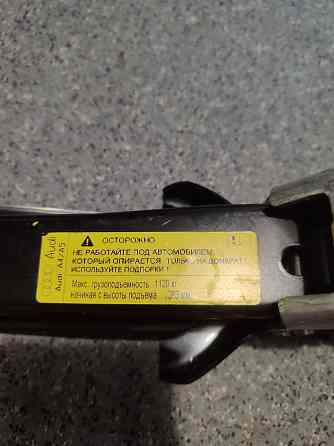 Audi
Audi A4/A5
ОСТОРОЖНО
НЕ РАБОТАЙТЕ ПОД АВТОМОБИЛЕМ,
КОТОРЫЙ ОПИРАЕТСЯ ТОЛЬКО НА ДОМКРАТ!
ИСПОЛЬЗУЙТЕ ПОДПОРКИ!
Макс. грузоподъемность 1120 кг
начиная с высоты подъема мм